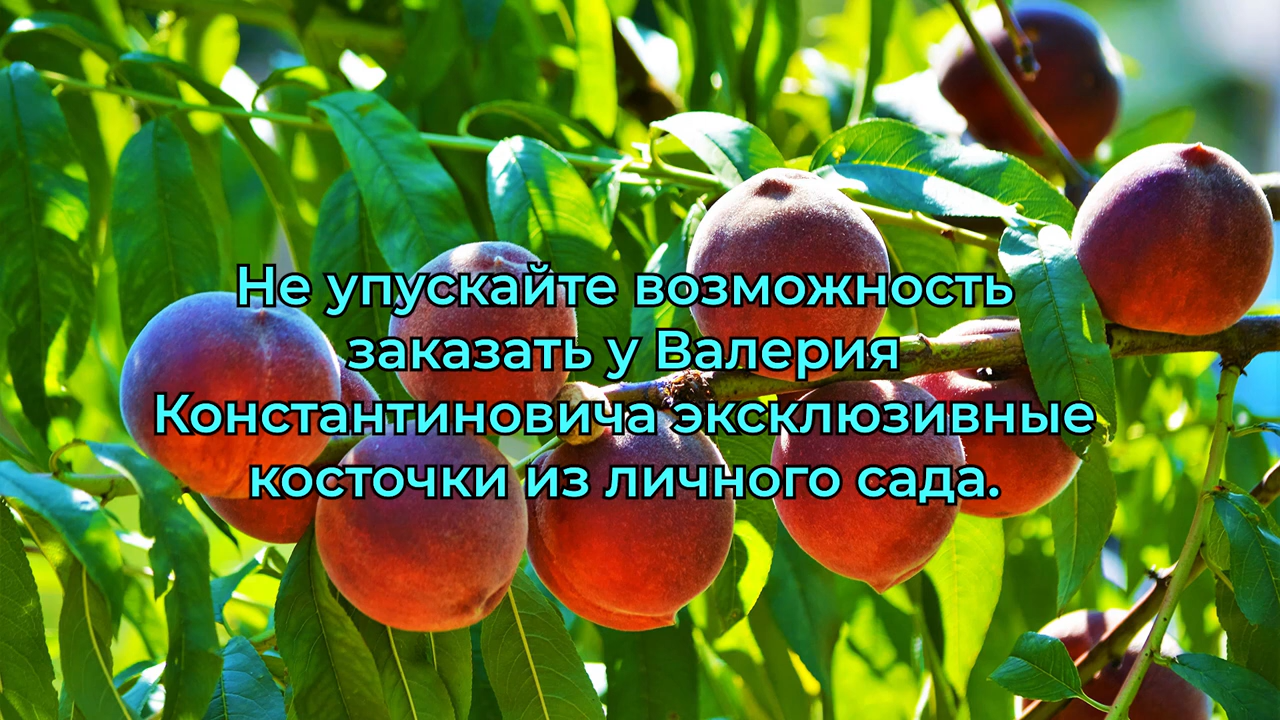 Не упускайте возможность
заказать у Валерия
Константиновича эксклюзивные
косточки из личного сада.